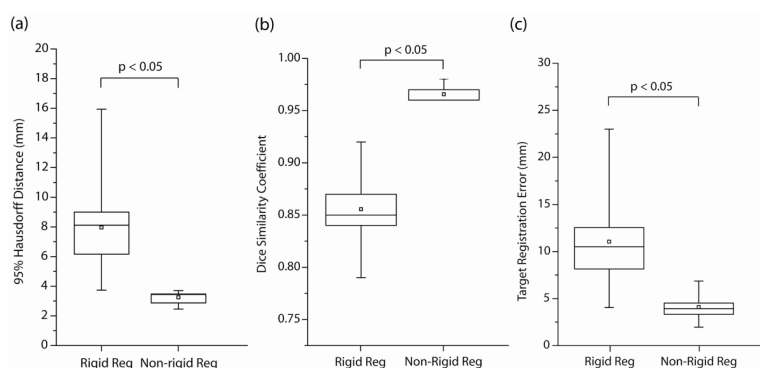 (a)
95% Hausdorff Distance (mm)
20
18
16
14
12
10
8
6
4
2
0
p < 0.05
Rigid Reg Non-rigid Reg
(b)
Dice Similarity Coefficient
1.00
0.95
0.90
0.85
0.80
0.75
p < 0.05
Rigid Reg Non-Rigid Reg
(c)
Target Registration Error (mm)
30
25
20
15
10
5
0
p < 0.05
Rigid Reg Non-Rigid Reg